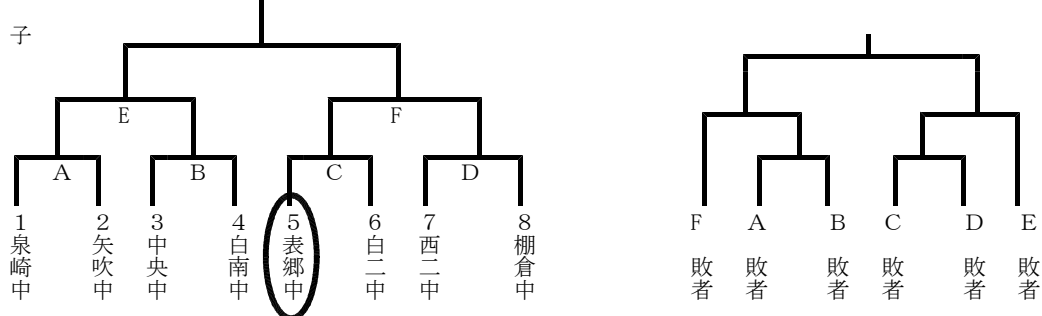 子
E
F
A
B
C
D
1 泉崎中
2 矢吹中
3 中央中
4 白南中
5 表郷中
6 白二中
7 西二中
8 棚倉中
F 敗者
A 敗者
B 敗者
C 敗者
D 敗者
E 敗者